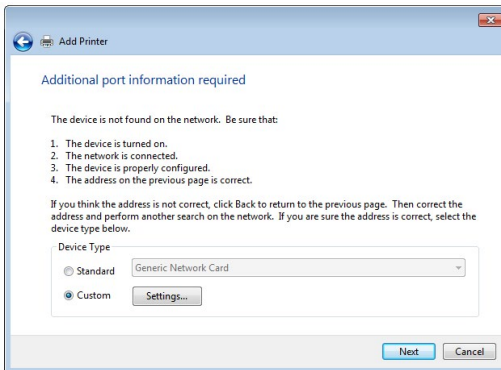 Add Printer
Additional port information required
The device is not found on the network.  Be sure that:
1.  The device is turned on.
2.  The network is connected.
3.  The device is properly configured.
4.  The address on the previous page is correct.
If you think the address is not correct, click Back to return to the previous page.  Then correct the
address and perform another search on the network.  If you are sure the address is correct, select the
device type below.
Device Type
Standard
Generic Network Card
Custom
Settings...
Next
Cancel